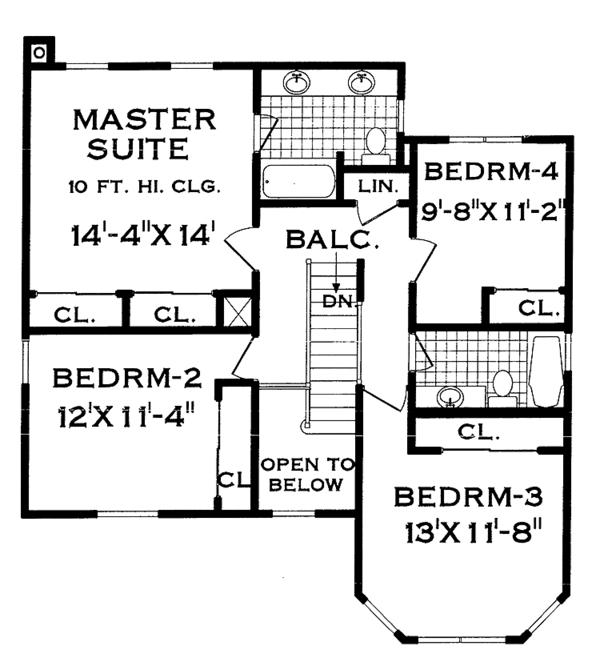 MASTER
SUITE
10 FT. HI. CLG.
14'-4"X 14'
CL.
CL.
LIN.
BEDRM-4
9'-8"X 11'-2"
CL.
BALC.
DN.
BEDRM-2
12'X 11'-4"
CL
OPEN TO
BELOW
CL.
BEDRM-3
13'X 11'-8"